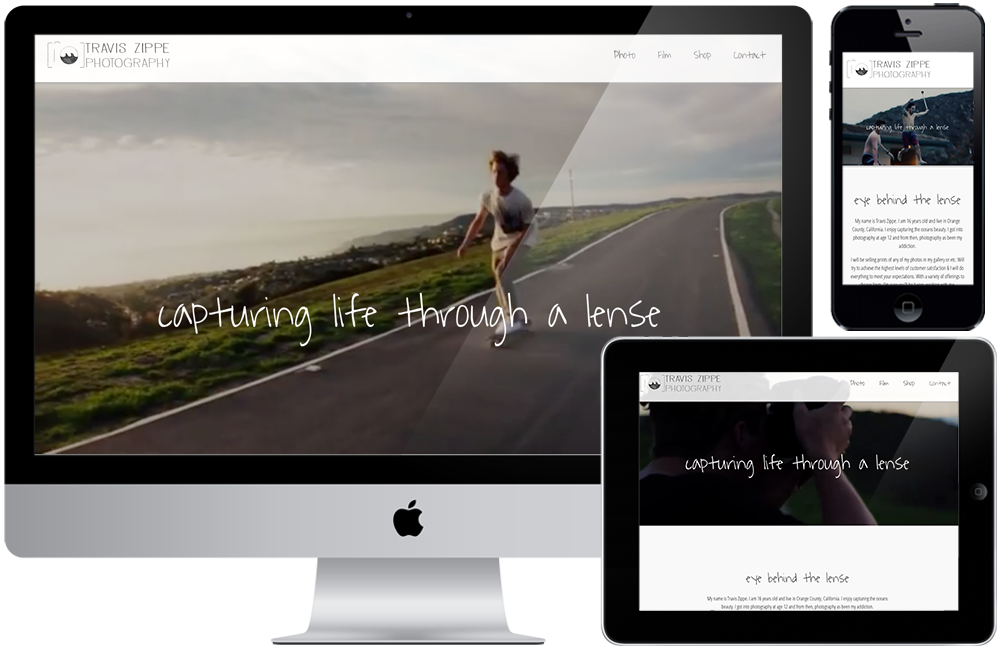 TRAVIS ZIPPE
PHOTOGRAPHY
Photo Film Shop Contact
capturing life through a lense
TRAVIS ZIPPE
PHOTOGRAPHY
capturing life through a lense
eye behind the lense
My name is Travis Zippe. I am 16 years old and live in Orange
County, California. I enjoy capturing the oceans beauty. I got into
photography at age 12 and from then, photography as been my
addiction.
I will be selling prints of any of my photos in my gallery or etc. Will
try to achieve the highest levels of customer satisfaction & I will do
everything to meet your expectations. With a variety of offerings to
TRAVIS ZIPPE
PHOTOGRAPHY
Photo Film Shop Contact
capturing life through a lense
eye behind the lense
My name is Travis Zippe. I am 16 years old and live in Orange County, California. I enjoy capturing the oceans
beauty. I got into photography at age 12 and from then, photography as been my addiction.